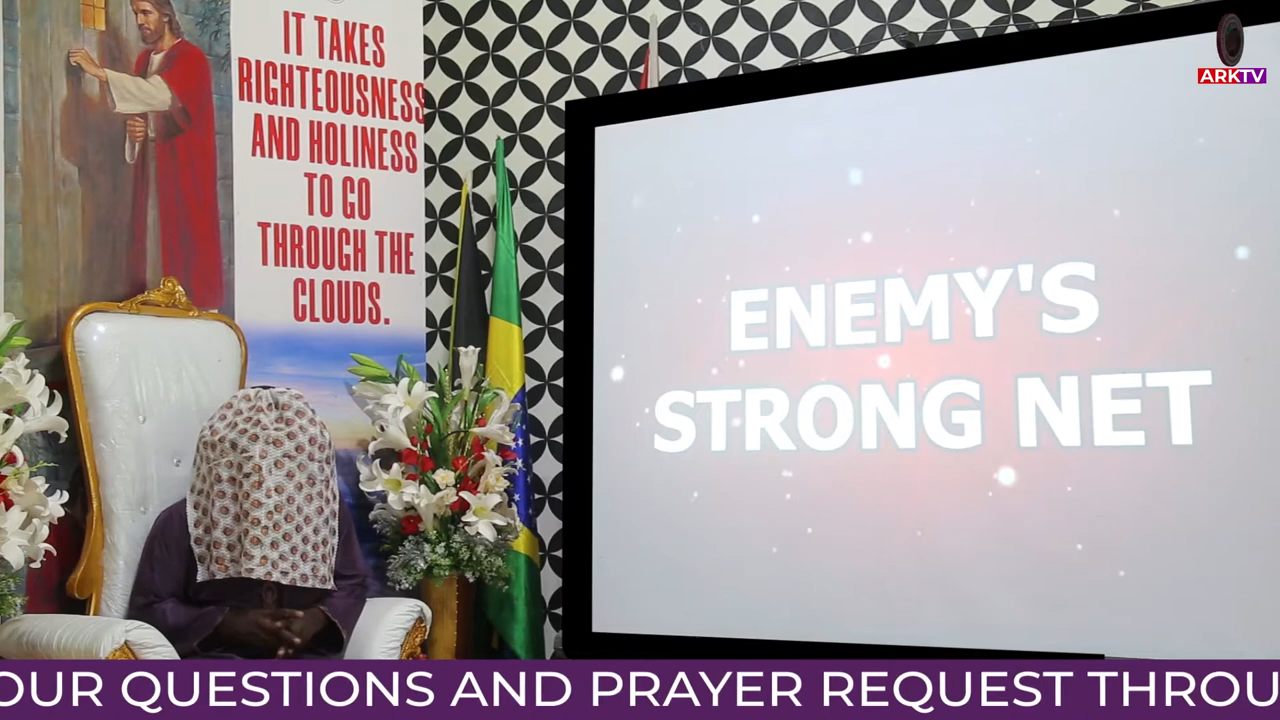 IT TAKES
RIGHTEOUSNESS
AND HOLINESS
TO GO
THROUGH THE
CLOUDS.
ARKTV
ENEMY'S
STRONG NET
OUR QUESTIONS AND PRAYER REQUEST THROU